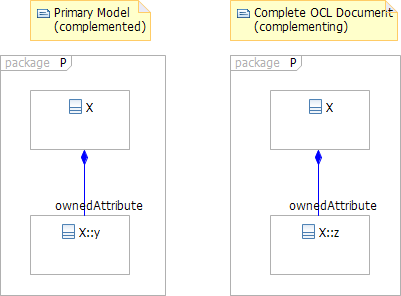 Primary Model
(complemented)
Complete OCL Document
(complementing)
package P
X
ownedAttribute
X::y
package P
X
ownedAttribute
X::z